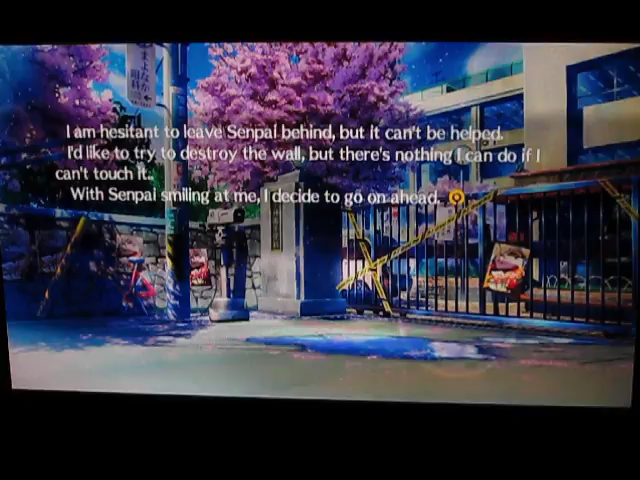 I am hesitant to leave Senpai behind, but it can't be helped.
I'd like to try to destroy the wall, but there's nothing I can do if I
can't touch it.
With Senpai smiling at me, I decide to go on ahead.